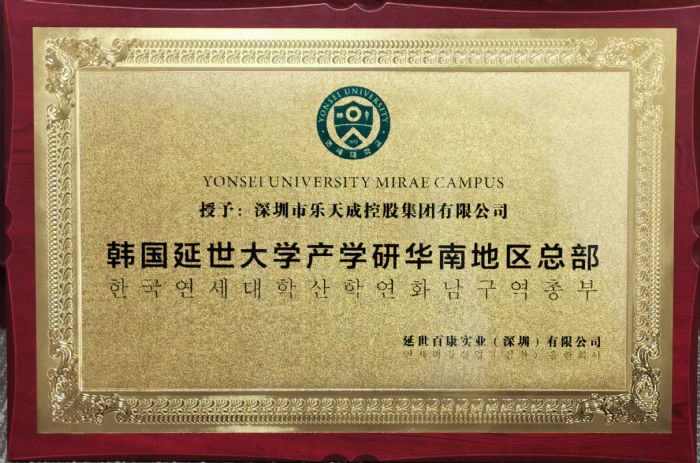 YONSEI UNIVERSITY
연세대학교
YONSEI UNIVERSITY MIRAE CAMPUS
授予：深圳市乐天成控股集团有限公司
韩国延世大学产学研华南地区总部
한국연세대학산학연화남구역총부
延世百康实业（深圳）有限公司